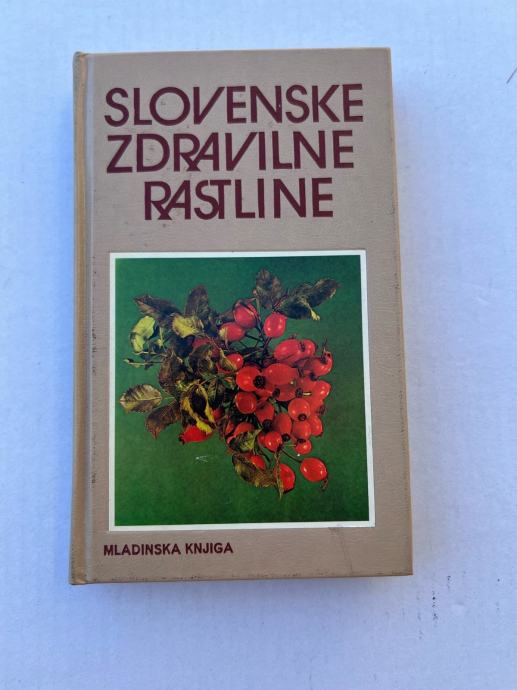 SLOVENSKE
ZDRAVILNE
RASTLINE
MLADINSKA KNJIGA